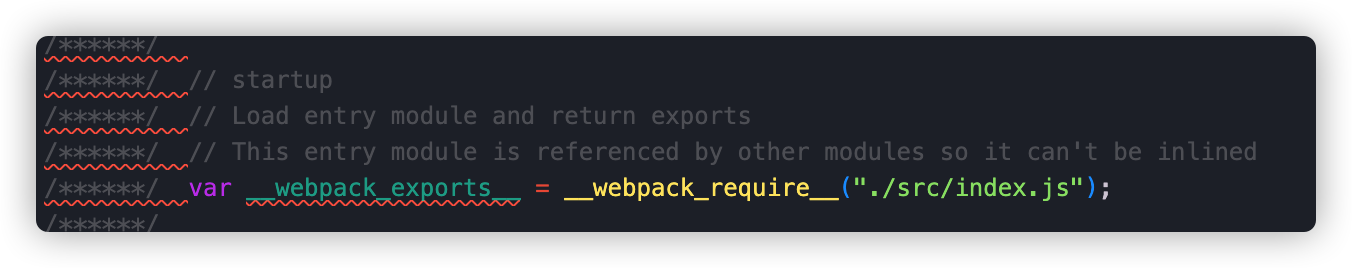 /******/
/******/  // startup
/******/  // Load entry module and return exports
/******/  // This entry module is referenced by other modules so it can't be inlined
/******/  var __webpack_exports__ = __webpack_require__("./src/index.js");
/******/